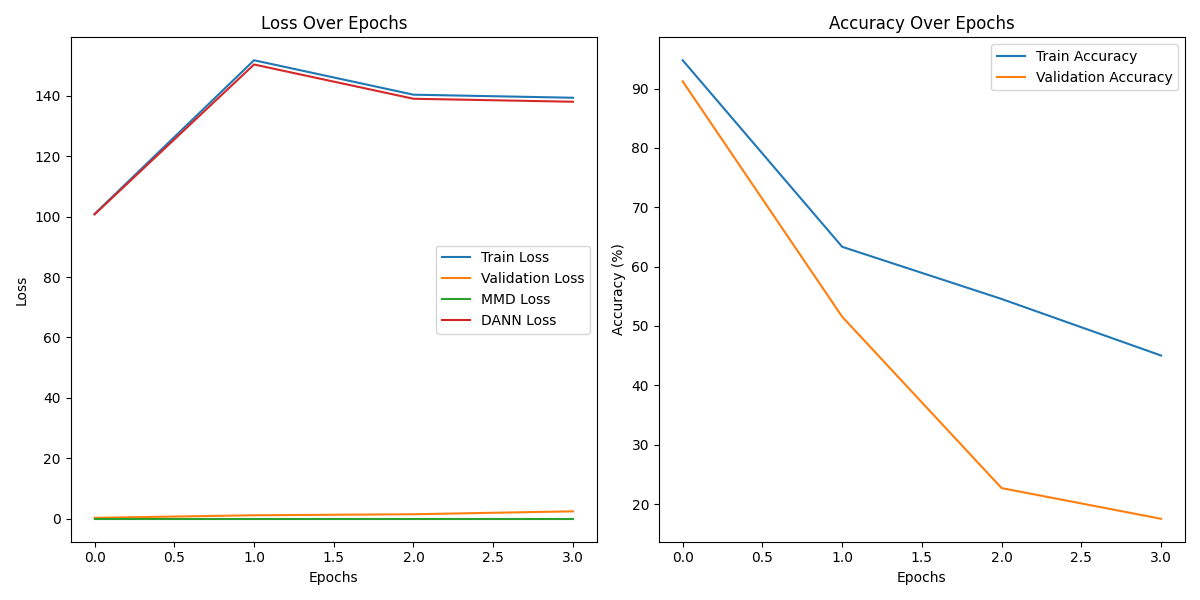 Loss Over Epochs
140
120
100
80
60
40
20
0
Loss
0.0 0.5 1.0 1.5 2.0 2.5 3.0
Epochs
Train Loss
Validation Loss
MMD Loss
DANN Loss
Accuracy Over Epochs
90
80
70
60
50
40
30
20
Accuracy (%)
0.0 0.5 1.0 1.5 2.0 2.5 3.0
Epochs
Train Accuracy
Validation Accuracy